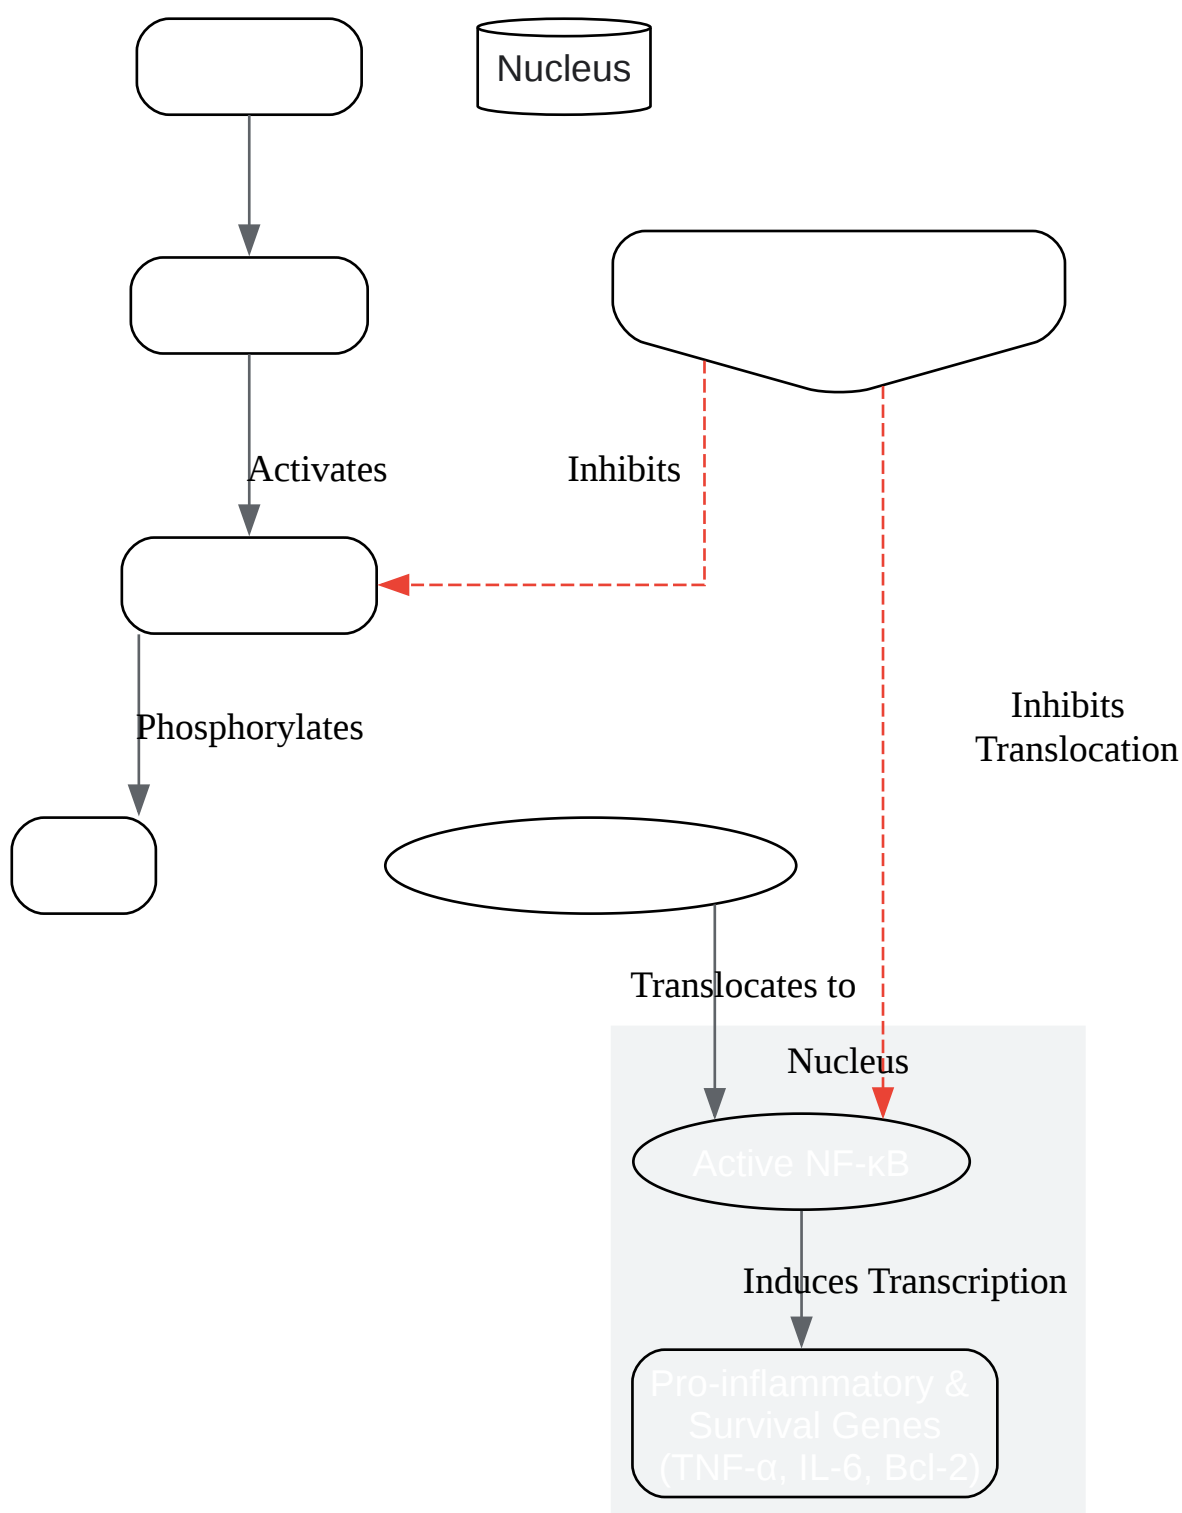 Nucleus
Activates
Inhibits
Phosphorylates
Inhibits
Translocation
Translocates to
Nucleus
Active NF-κB
Induces Transcription
Pro-inflammatory &
Survival Genes
(TNF-α, IL-6, Bcl-2)